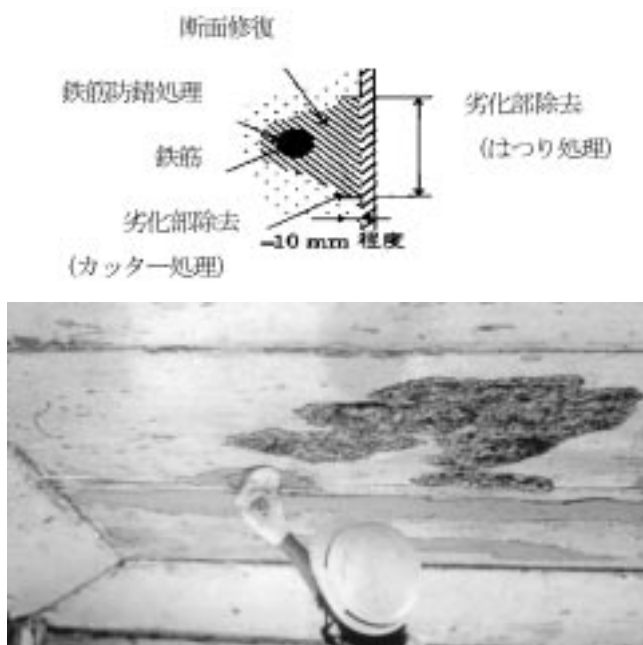 断面修復
鉄筋防錆処理
鉄筋
劣化部除去
(カッター処理)
劣化部除去
(はつり処理)
10 mm 程度